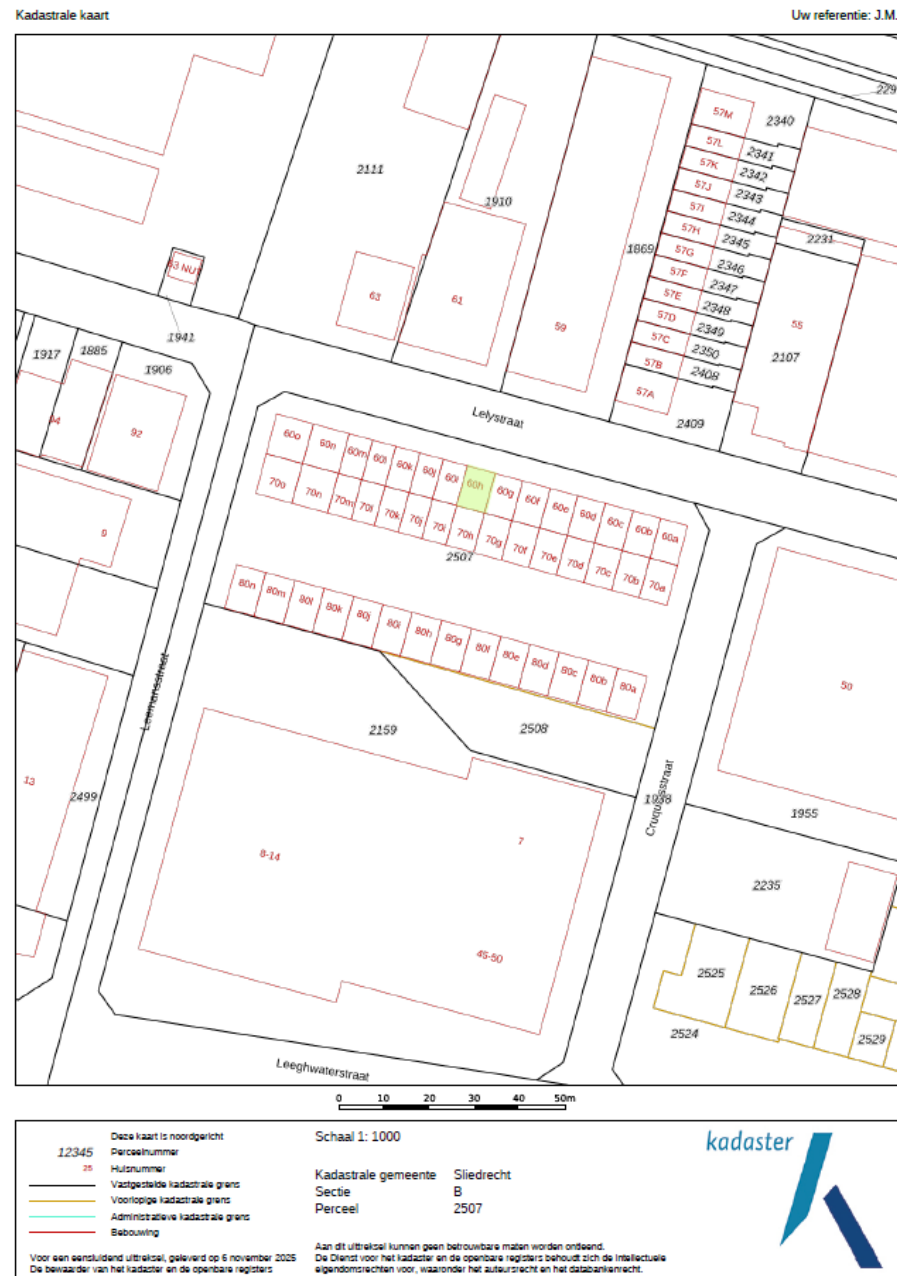 Kadastrale kaart
Uw referentie: J.M.
229
57M
2340
57L
2341
57K
2342
2111
57J
2343
1910
57I
2344
57H
2345
2231
1869
57G
2346
63 NU
57F
2347
57E
2348
63
61
57D
2349
59
55
57C
2350
2107
1941
57B
2408
1917
1885
1906
57A
2409
Lelystraat
92
60o
60n
60m
60l
60k
60j
60i
60h
60g
60f
60e
60d
60c
60b
60a
70o
70n
70m
70l
70k
70j
70i
70h
70g
70f
70e
70d
70c
70b
70a
9
2507
80n
80m
80l
80k
80j
80i
80h
80g
80f
80e
80d
80c
80b
80a
50
Leemansstraat
2159
2508
13
2499
1938
1955
Cruquiusstraat
7
8-14
2235
45-50
2525
2526
2527
2528
2524
2529
Leeghwaterstraat
0 10 20 30 40 50m
Deze kaart is noordgericht
12345 Perceelnummer
25 Huisnummer
Vastgestelde kadastrale grens
Voorlopige kadastrale grens
Administratieve kadastrale grens
Bebouwing
Voor een eensluidend uittreksel, geleverd op 6 november 2025
De bewaarder van het kadaster en de openbare registers
Schaal 1: 1000
Kadastrale gemeente Sliedrecht
Sectie B
Perceel 2507
Aan dit uittreksel kunnen geen betrouwbare maten worden ontleend.
De Dienst voor het kadaster en de openbare registers behoudt zich de intellectuele
eigendomsrechten voor, waaronder het auteursrecht en het databankenrecht.
kadaster